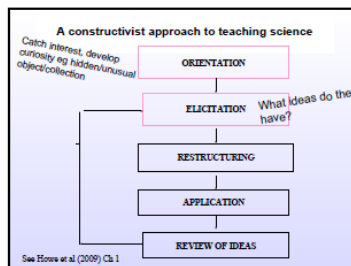 A constructivist approach to teaching science
Catch interest, develop
curiosity eg hidden/unusual
object/collection
ORIENTATION
ELICITATION
What ideas do the
have?
RESTRUCTURING
APPLICATION
REVIEW OF IDEAS
See Howe et al (2009) Ch 1